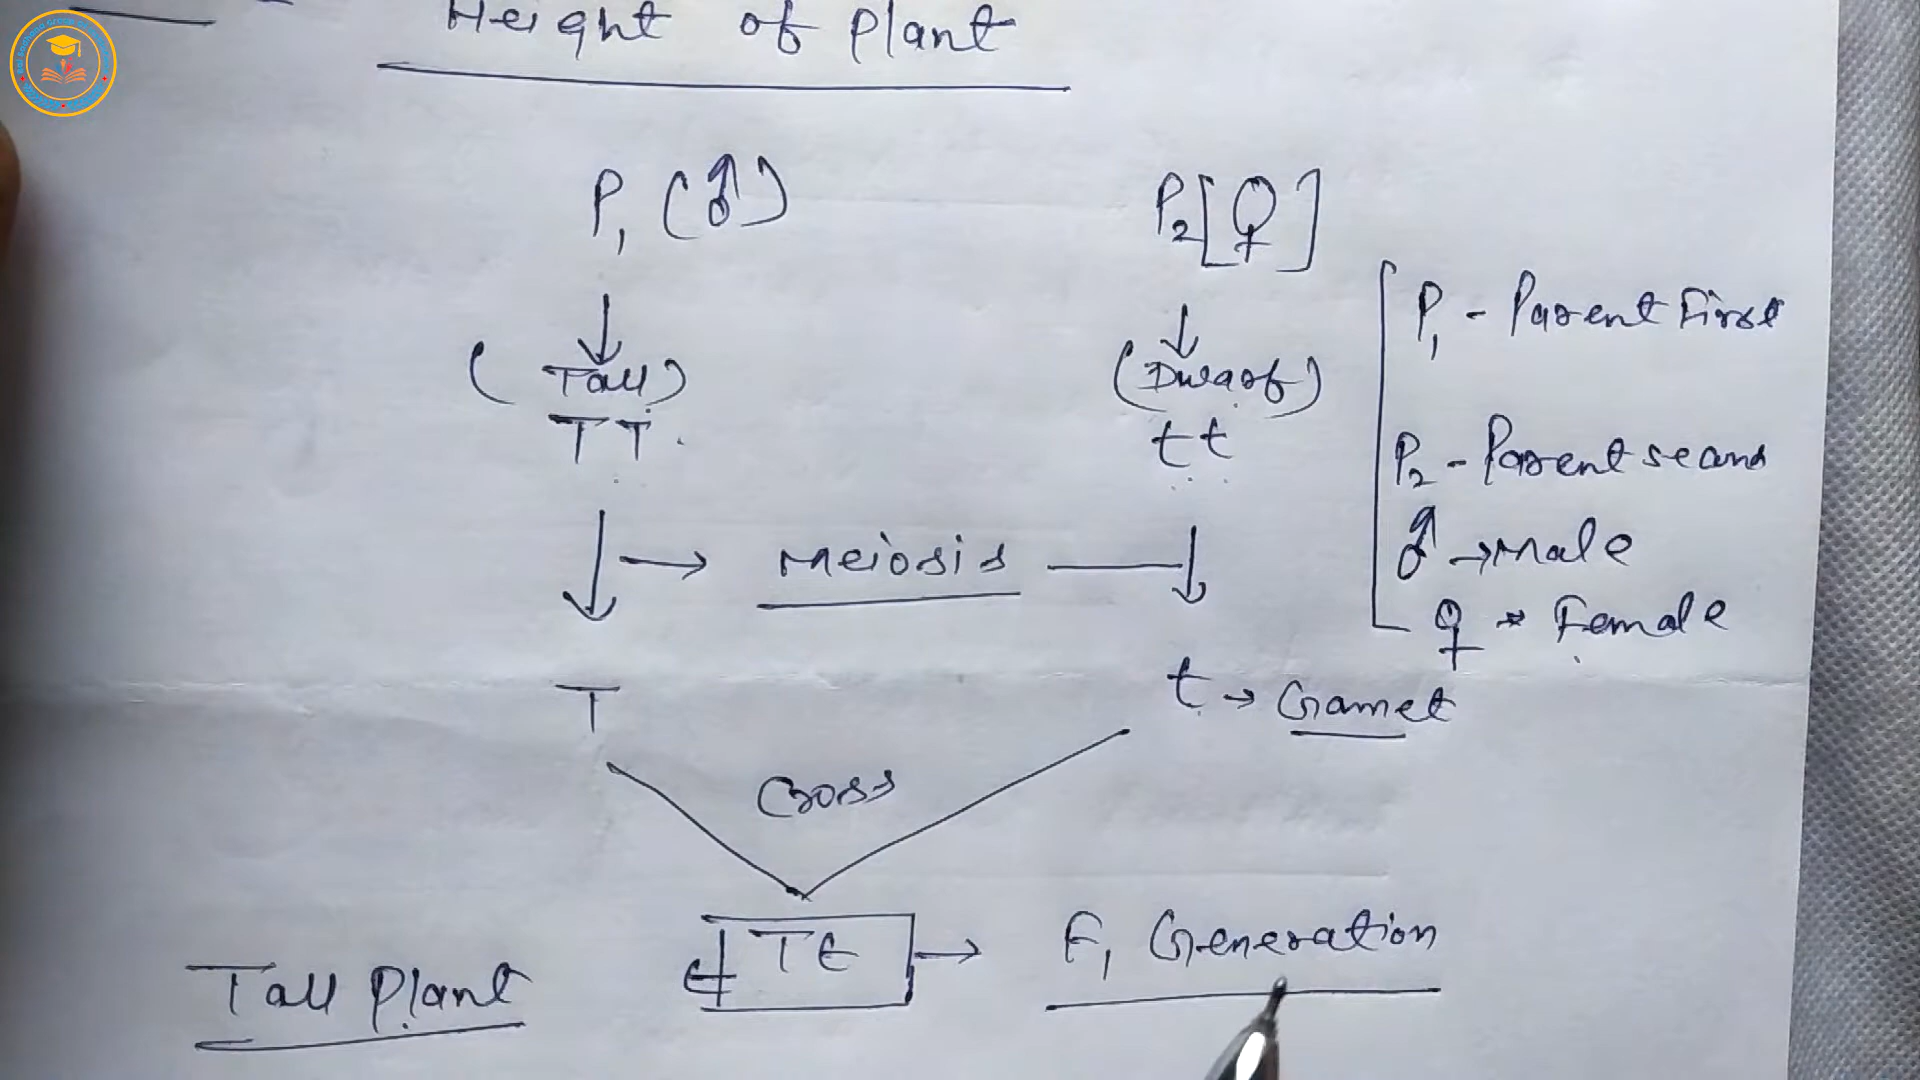 Height of plant
P1 (♂) P2 [♀]
(Tall) (Dwarf)
TT tt
P1 - Parent First
P2 - Parent secand
♂ → male
♀ → Female
→ meiosis
T t → Gamet
Cross
Tall Plant Tt → F1 Generation